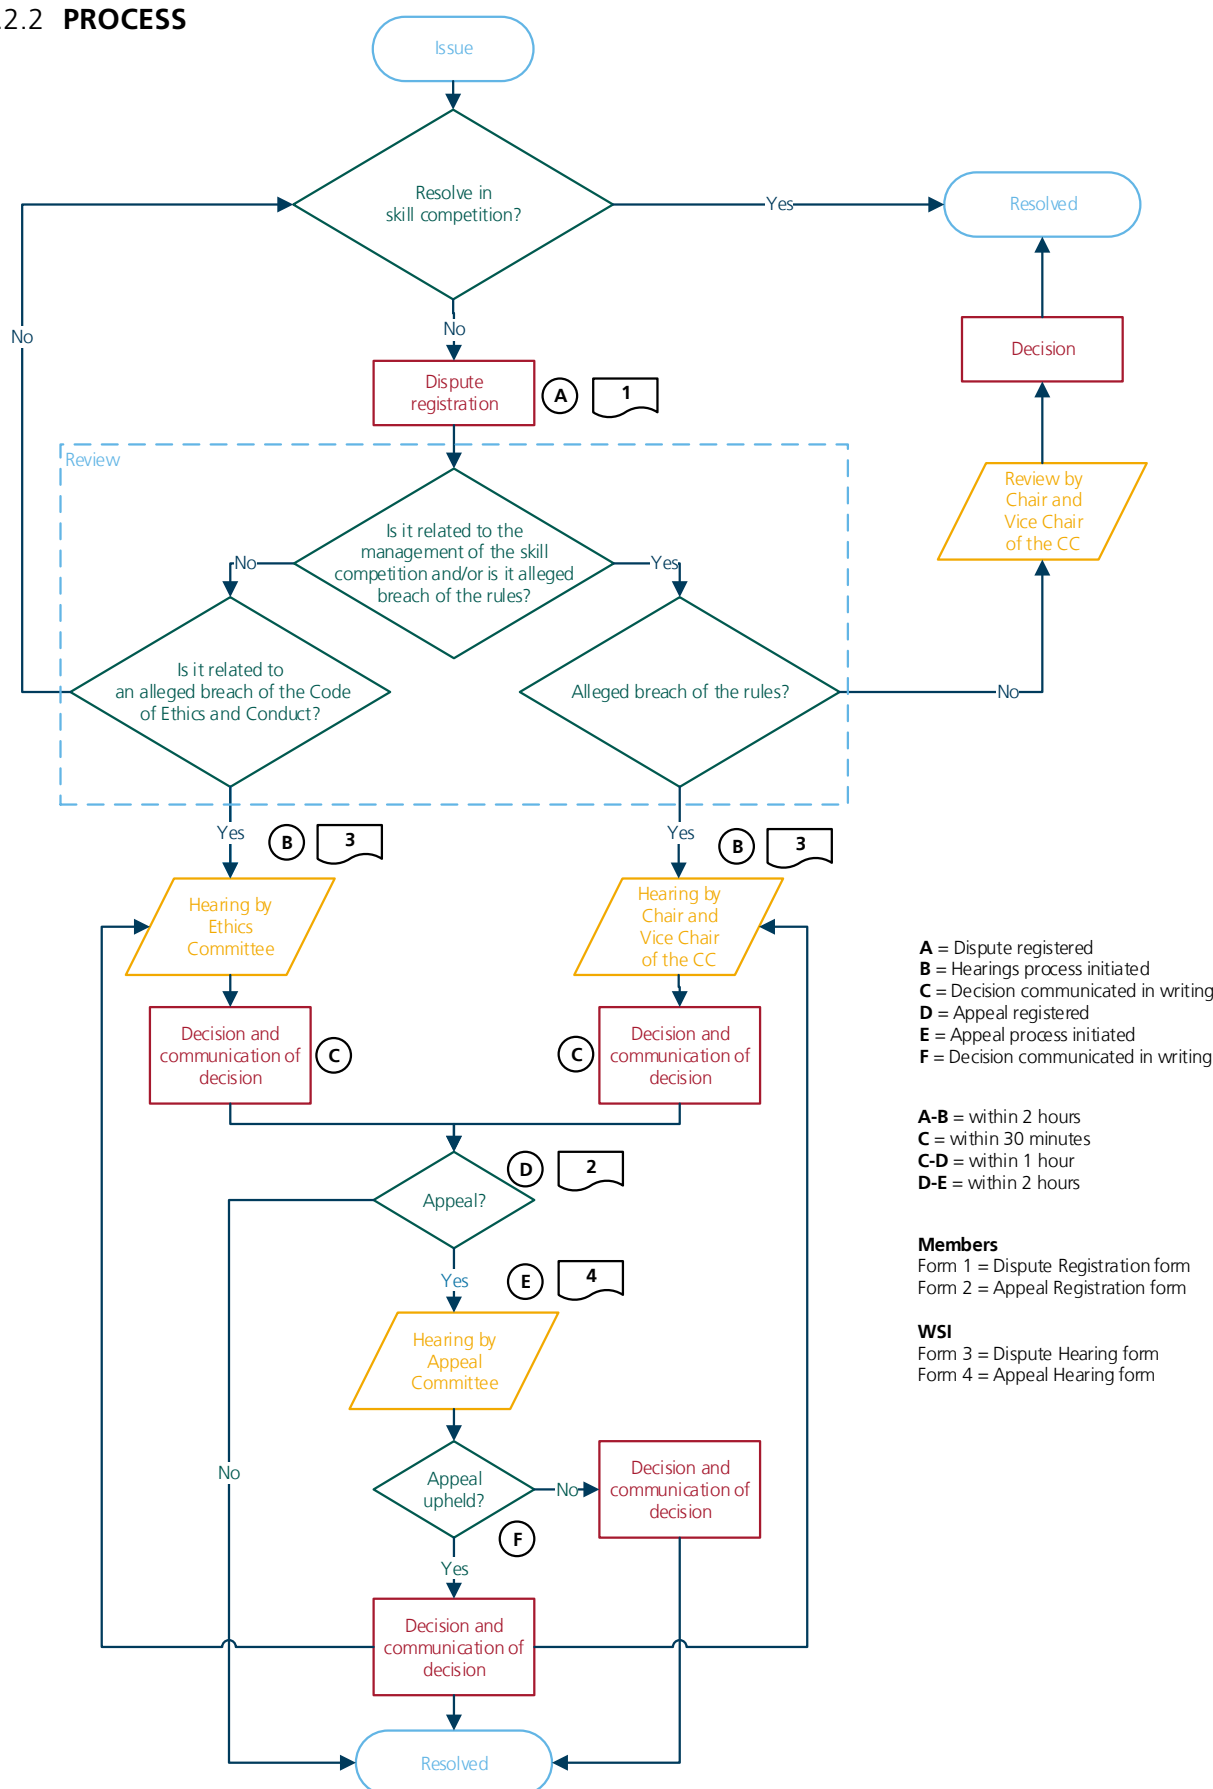 .2.2 PROCESS
Issue
Resolve in
skill competition?
Yes
Resolved
No
No
Decision
Dispute
registration
A
1
Review
Review by
Chair and
Vice Chair
of the CC
Is it related to the
management of the skill
competition and/or is it alleged
breach of the rules?
No
Yes
Is it related to
an alleged breach of the Code
of Ethics and Conduct?
Alleged breach of the rules?
No
Yes
B
3
Yes
B
3
Hearing by
Ethics
Committee
Hearing by
Chair and
Vice Chair
of the CC
Decision and
communication of
decision
C
C
Decision and
communication of
decision
A = Dispute registered
B = Hearings process initiated
C = Decision communicated in writing
D = Appeal registered
E = Appeal process initiated
F = Decision communicated in writing
A-B = within 2 hours
C = within 30 minutes
C-D = within 1 hour
D-E = within 2 hours
Members
Form 1 = Dispute Registration form
Form 2 = Appeal Registration form
WSI
Form 3 = Dispute Hearing form
Form 4 = Appeal Hearing form
Appeal?
D
2
Yes
E
4
Hearing by
Appeal
Committee
No
Appeal
upheld?
No
Decision and
communication of
decision
F
Yes
Decision and
communication of
decision
Resolved